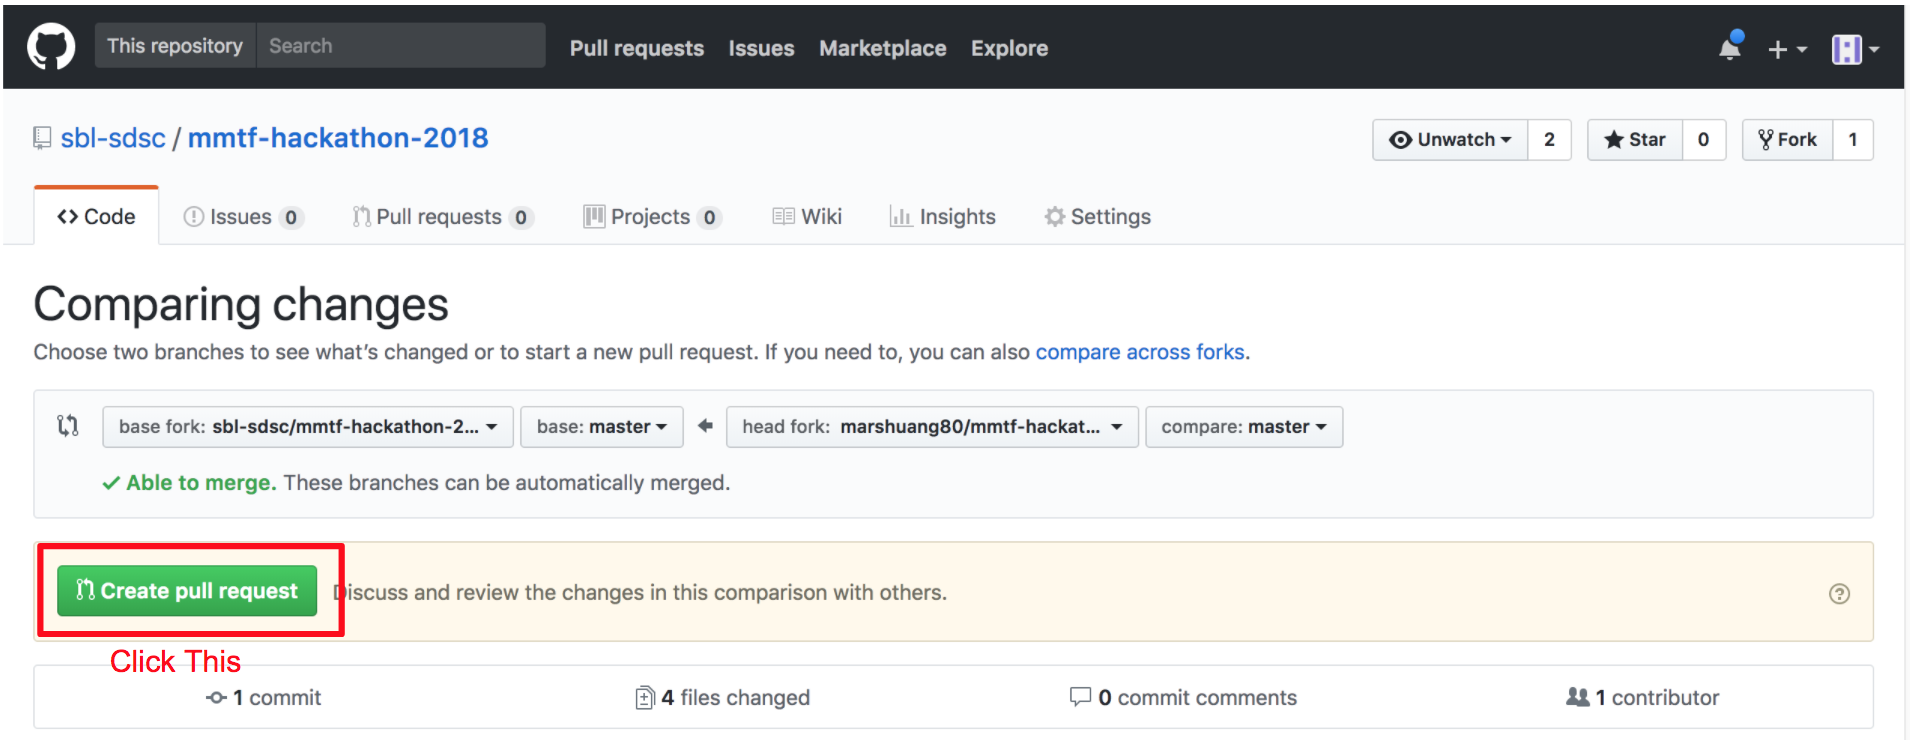 This repository Search Pull requests Issues Marketplace Explore
sbl-sdsc / mmtf-hackathon-2018 Unwatch 2 Star 0 Fork 1
Code Issues 0 Pull requests 0 Projects 0 Wiki Insights Settings
Comparing changes
Choose two branches to see what's changed or to start a new pull request. If you need to, you can also compare across forks.
base fork: sbl-sdsc/mmtf-hackathon-2... base: master head fork: marshuang80/mmtf-hackat... compare: master
Able to merge. These branches can be automatically merged.
Create pull request Discuss and review the changes in this comparison with others.
Click This
1 commit 4 files changed 0 commit comments 1 contributor